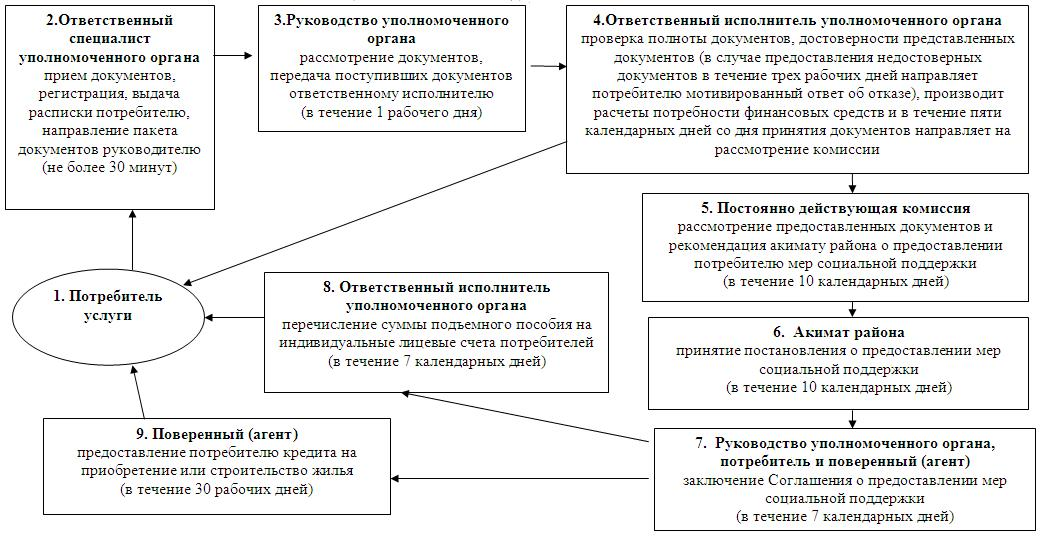 2.Ответственный
специалист
уполномоченного органа
прием документов,
регистрация, выдача
расписки потребителю,
направление пакета
документов руководителю
(не более 30 минут)
3.Руководство уполномоченного
органа
рассмотрение документов,
передача поступивших документов
ответственному исполнителю
(в течение 1 рабочего дня)
4.Ответственный исполнитель уполномоченного органа
проверка полноты документов, достоверности представленных
документов (в случае предоставления недостоверных
документов в течение трех рабочих дней направляет
потребителю мотивированный ответ об отказе), производит
расчеты потребности финансовых средств и в течение пяти
календарных дней со дня принятия документов направляет на
рассмотрение комиссии
5. Постоянно действующая комиссия
рассмотрение предоставленных документов и
рекомендация акимату района о предоставлении
потребителю мер социальной поддержки
(в течение 10 календарных дней)
1. Потребитель
услуги
8. Ответственный исполнитель
уполномоченного органа
перечисление суммы подъемного пособия на
индивидуальные лицевые счета потребителей
(в течение 7 календарных дней)
6. Акимат района
принятие постановления о предоставлении мер
социальной поддержки
(в течение 10 календарных дней)
9. Поверенный (агент)
предоставление потребителю кредита на
приобретение или строительство жилья
(в течение 30 рабочих дней)
7. Руководство уполномоченного органа,
потребитель и поверенный (агент)
заключение Соглашения о предоставлении мер
социальной поддержки
(в течение 7 календарных дней)